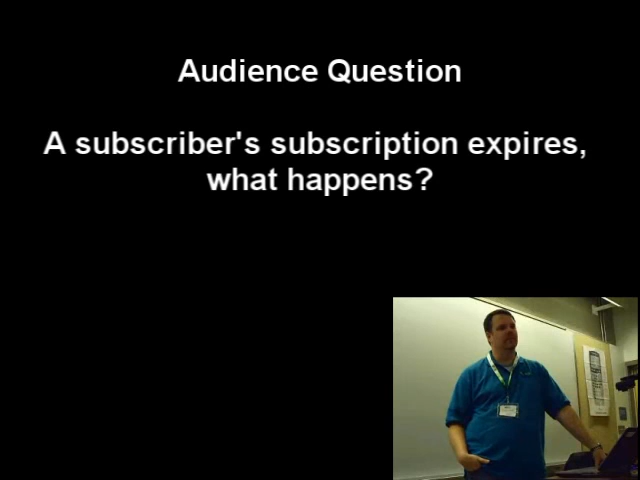 Audience Question
A subscriber's subscription expires,
what happens?